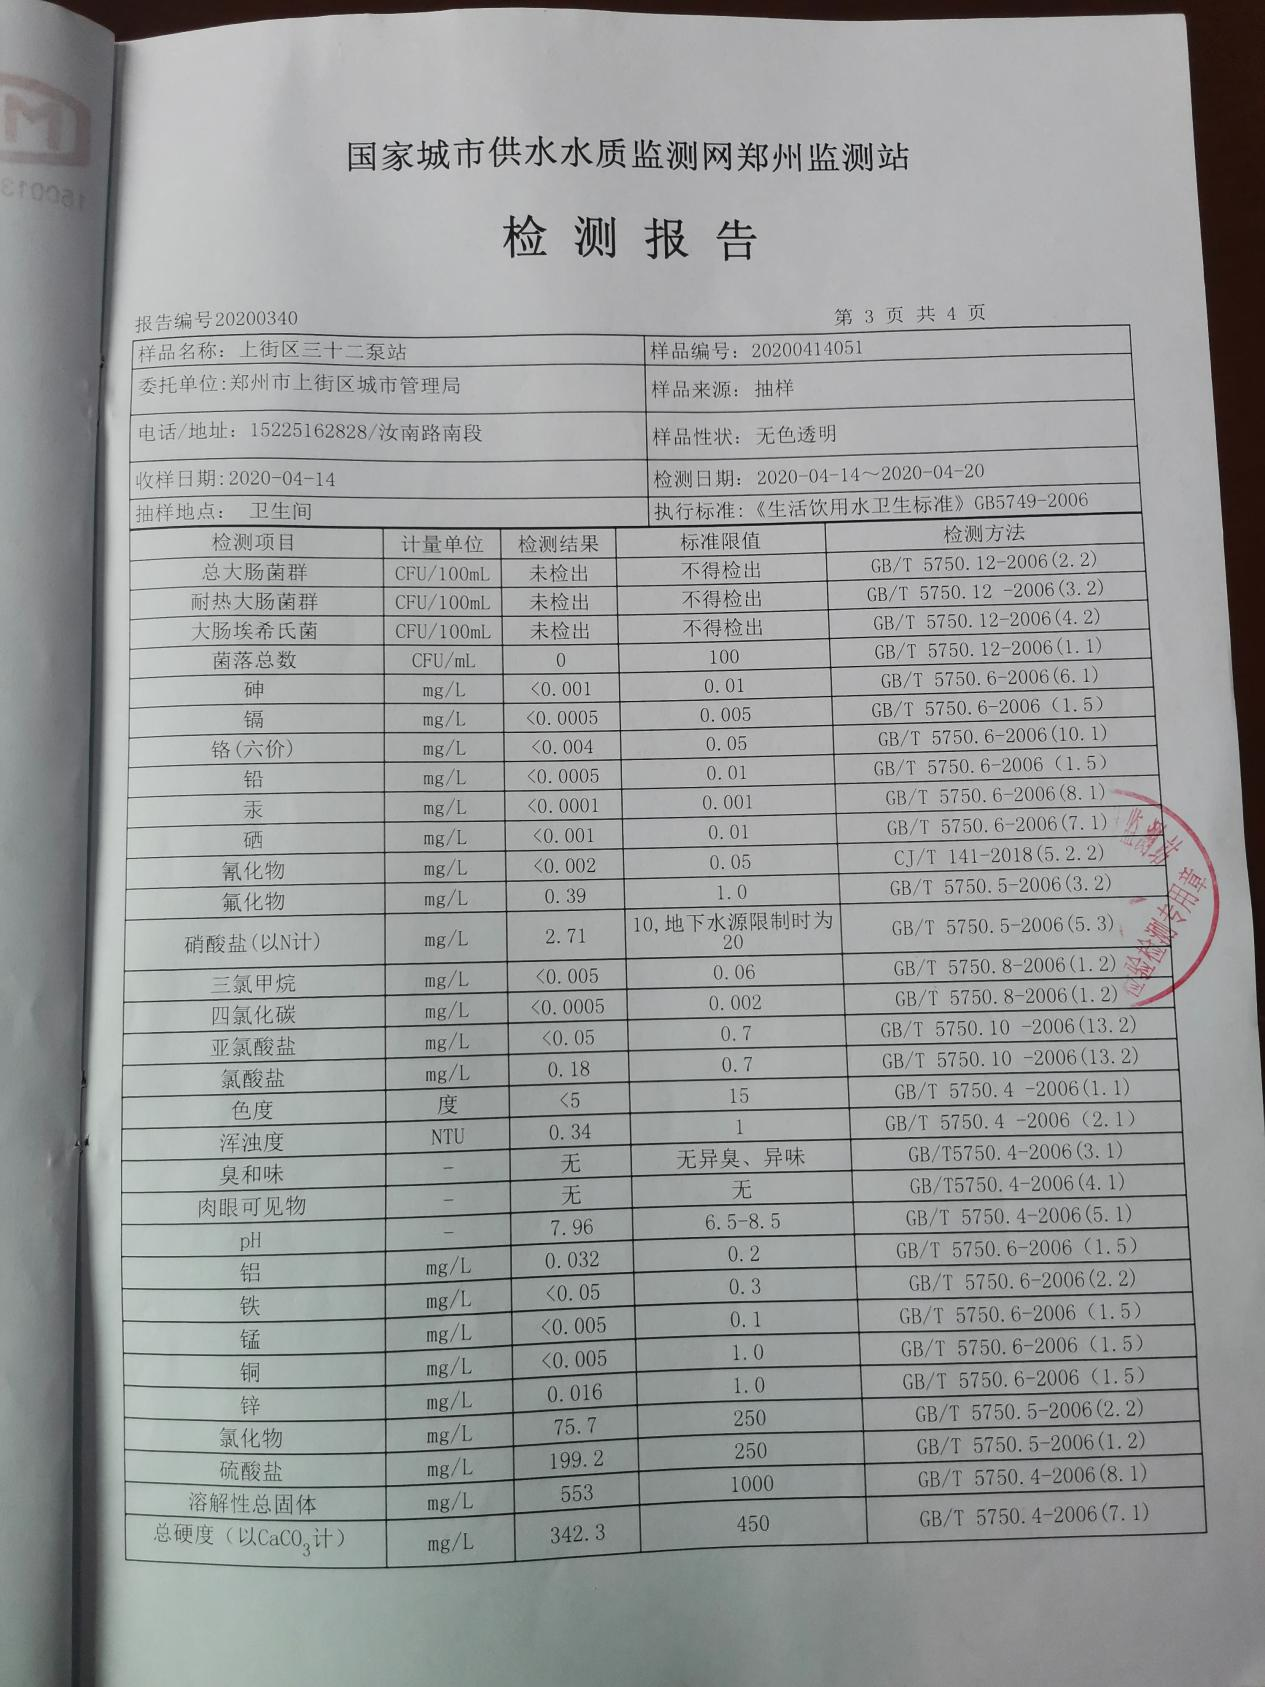 国家城市供水水质监测网郑州监测站
检测报告
报告编号20200340 第 3 页 共 4 页
样品名称：上街区三十二泵站 样品编号：20200414051
委托单位:郑州市上街区城市管理局 样品来源：抽样
电话/地址：15225162828/汝南路南段 样品性状：无色透明
收样日期:2020-04-14 检测日期：2020-04-14～2020-04-20
抽样地点： 卫生间 执行标准:《生活饮用水卫生标准》GB5749-2006
检测项目 计量单位 检测结果 标准限值 检测方法
总大肠菌群 CFU/100mL 未检出 不得检出 GB/T 5750.12-2006(2.2)
耐热大肠菌群 CFU/100mL 未检出 不得检出 GB/T 5750.12 -2006(3.2)
大肠埃希氏菌 CFU/100mL 未检出 不得检出 GB/T 5750.12-2006(4.2)
菌落总数 CFU/mL 0 100 GB/T 5750.12-2006(1.1)
砷 mg/L <0.001 0.01 GB/T 5750.6-2006(6.1)
镉 mg/L <0.0005 0.005 GB/T 5750.6-2006（1.5）
铬(六价) mg/L <0.004 0.05 GB/T 5750.6-2006(10.1)
铅 mg/L <0.0005 0.01 GB/T 5750.6-2006（1.5）
汞 mg/L <0.0001 0.001 GB/T 5750.6-2006(8.1)
硒 mg/L <0.001 0.01 GB/T 5750.6-2006(7.1)
氰化物 mg/L <0.002 0.05 CJ/T 141-2018(5.2.2)
氟化物 mg/L 0.39 1.0 GB/T 5750.5-2006(3.2)
硝酸盐(以N计) mg/L 2.71 10,地下水源限制时为 GB/T 5750.5-2006(5.3)
20
三氯甲烷 mg/L <0.005 0.06 GB/T 5750.8-2006(1.2)
四氯化碳 mg/L <0.0005 0.002 GB/T 5750.8-2006(1.2)
亚氯酸盐 mg/L <0.05 0.7 GB/T 5750.10 -2006(13.2)
氯酸盐 mg/L 0.18 0.7 GB/T 5750.10 -2006(13.2)
色度 度 <5 15 GB/T 5750.4 -2006(1.1)
浑浊度 NTU 0.34 1 GB/T 5750.4 -2006（2.1）
臭和味 － 无 无异臭、异味 GB/T5750.4-2006(3.1)
肉眼可见物 － 无 无 GB/T5750.4-2006(4.1)
pH － 7.96 6.5-8.5 GB/T 5750.4-2006(5.1)
铝 mg/L 0.032 0.2 GB/T 5750.6-2006（1.5）
铁 mg/L <0.05 0.3 GB/T 5750.6-2006(2.2)
锰 mg/L <0.005 0.1 GB/T 5750.6-2006（1.5）
铜 mg/L <0.005 1.0 GB/T 5750.6-2006（1.5）
锌 mg/L 0.016 1.0 GB/T 5750.6-2006（1.5）
氯化物 mg/L 75.7 250 GB/T 5750.5-2006(2.2)
硫酸盐 mg/L 199.2 250 GB/T 5750.5-2006(1.2)
溶解性总固体 mg/L 553 1000 GB/T 5750.4-2006(8.1)
总硬度（以CaCO3计） mg/L 342.3 450 GB/T 5750.4-2006(7.1)